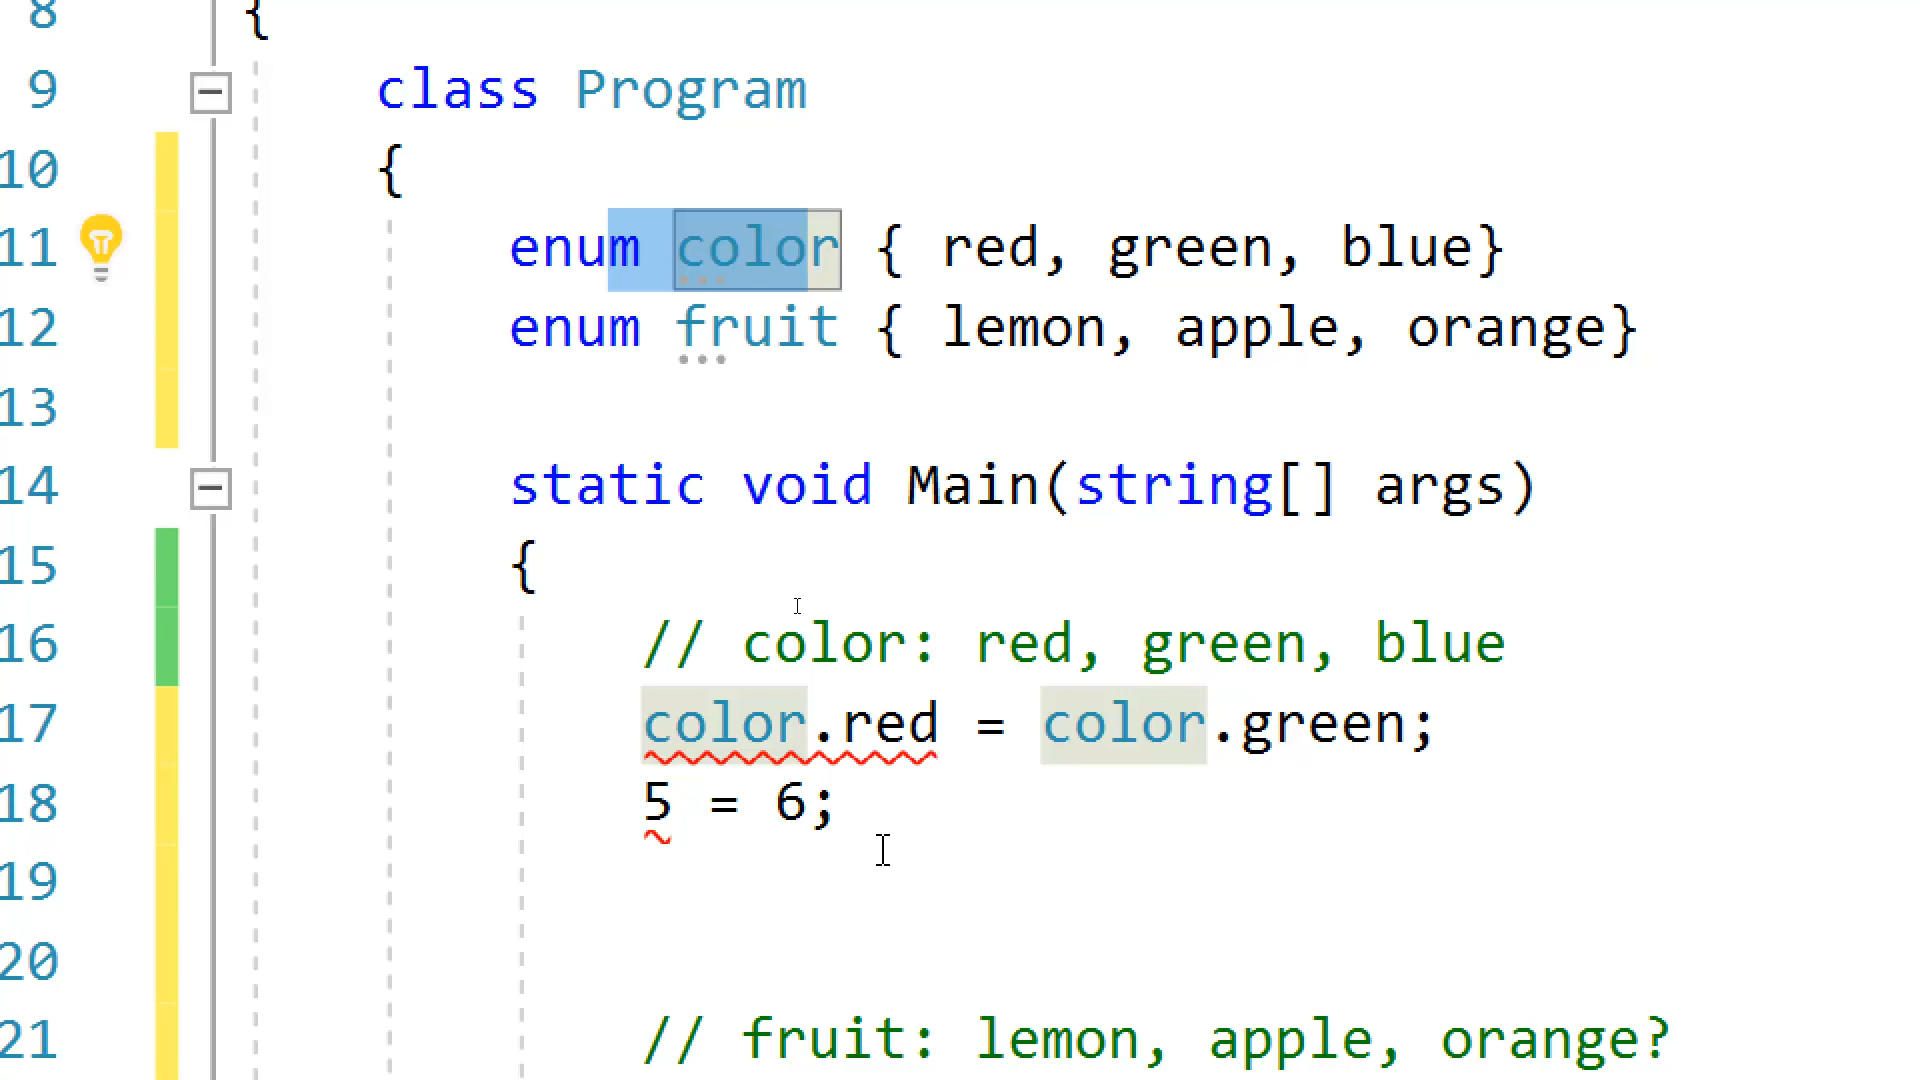 8 {
9 class Program
10 {
11 enum color { red, green, blue}
12 enum fruit { lemon, apple, orange}
13
14 static void Main(string[] args)
15 {
16 // color: red, green, blue
17 color.red = color.green;
18 5 = 6;
19
20
21 // fruit: lemon, apple, orange?